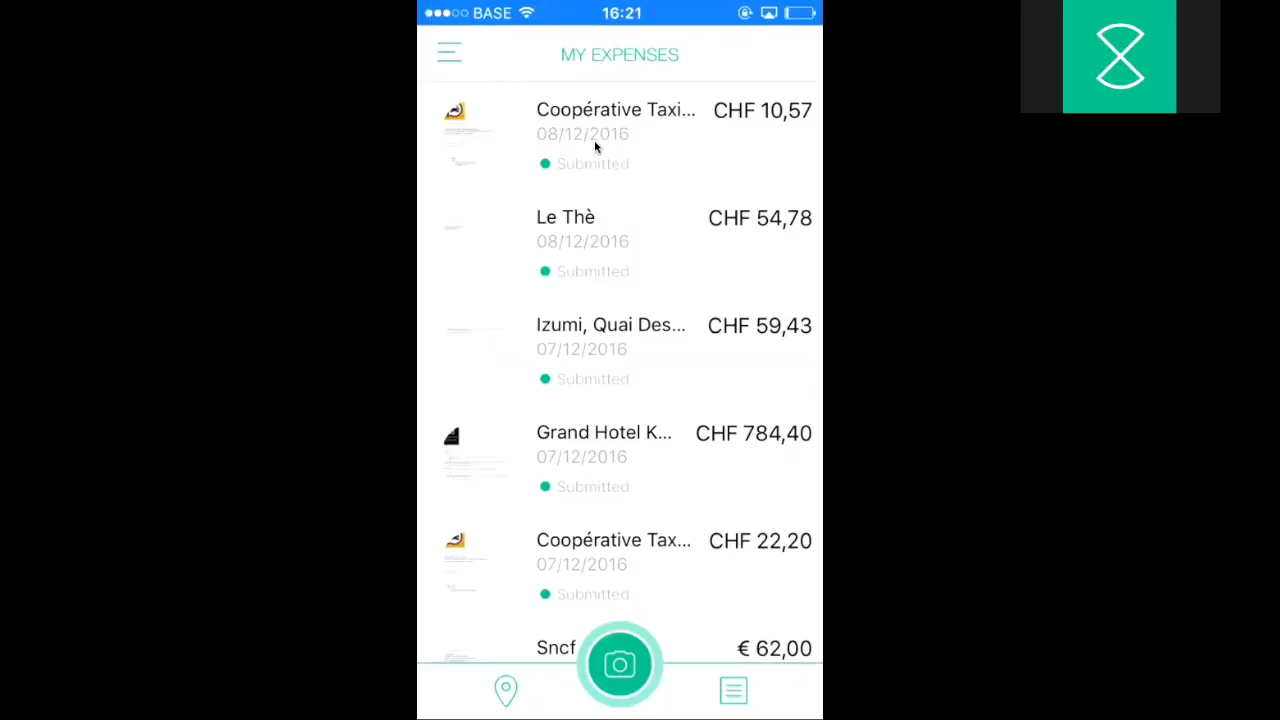 BASE 16:21
MY EXPENSES
Coopérative Taxi... CHF 10,57
08/12/2016
Submitted
Le Thè CHF 54,78
08/12/2016
Submitted
Izumi, Quai Des... CHF 59,43
07/12/2016
Submitted
Grand Hotel K... CHF 784,40
07/12/2016
Submitted
Coopérative Tax... CHF 22,20
07/12/2016
Submitted
Sncf € 62,00